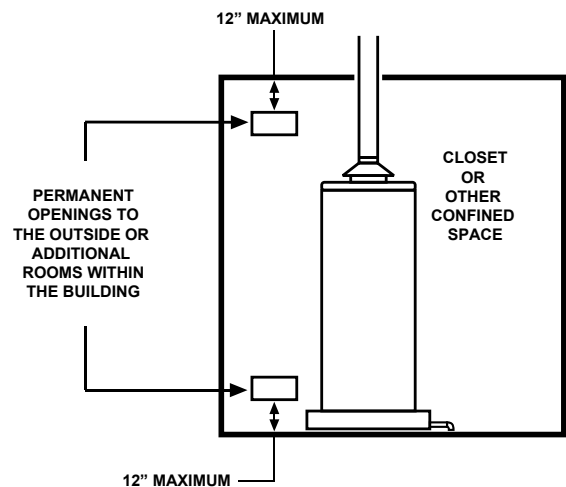 12” MAXIMUM
CLOSET
OR
OTHER
CONFINED
SPACE
PERMANENT
OPENINGS TO
THE OUTSIDE OR
ADDITIONAL
ROOMS WITHIN
THE BUILDING
12” MAXIMUM